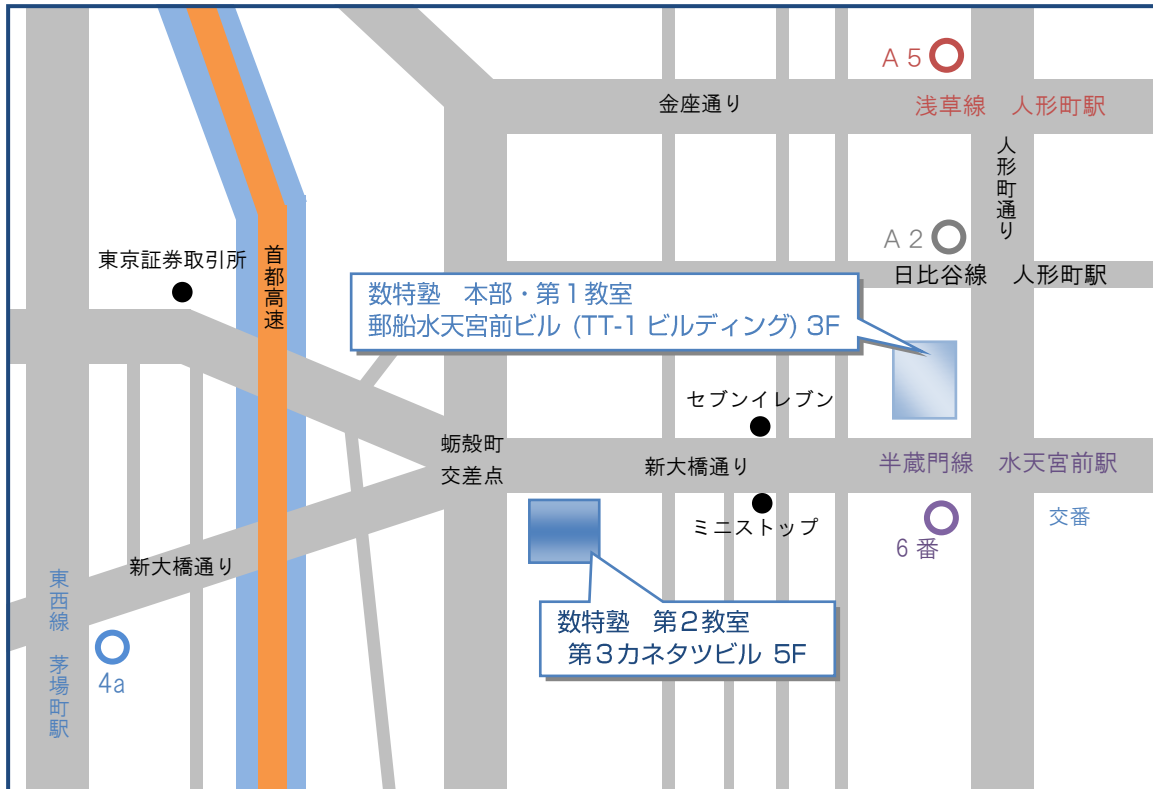 A 5
金座通り
浅草線　人形町駅
人形町通り
A 2
日比谷線　人形町駅
東京証券取引所
首都高速
数特塾　本部・第1教室
郵船水天宮前ビル (TT-1 ビルディング) 3F
セブンイレブン
蛎殻町
交差点
新大橋通り
半蔵門線　水天宮前駅
ミニストップ
6 番
交番
新大橋通り
東西線　茅場町駅
4a
数特塾　第2教室
第3カネタツビル 5F